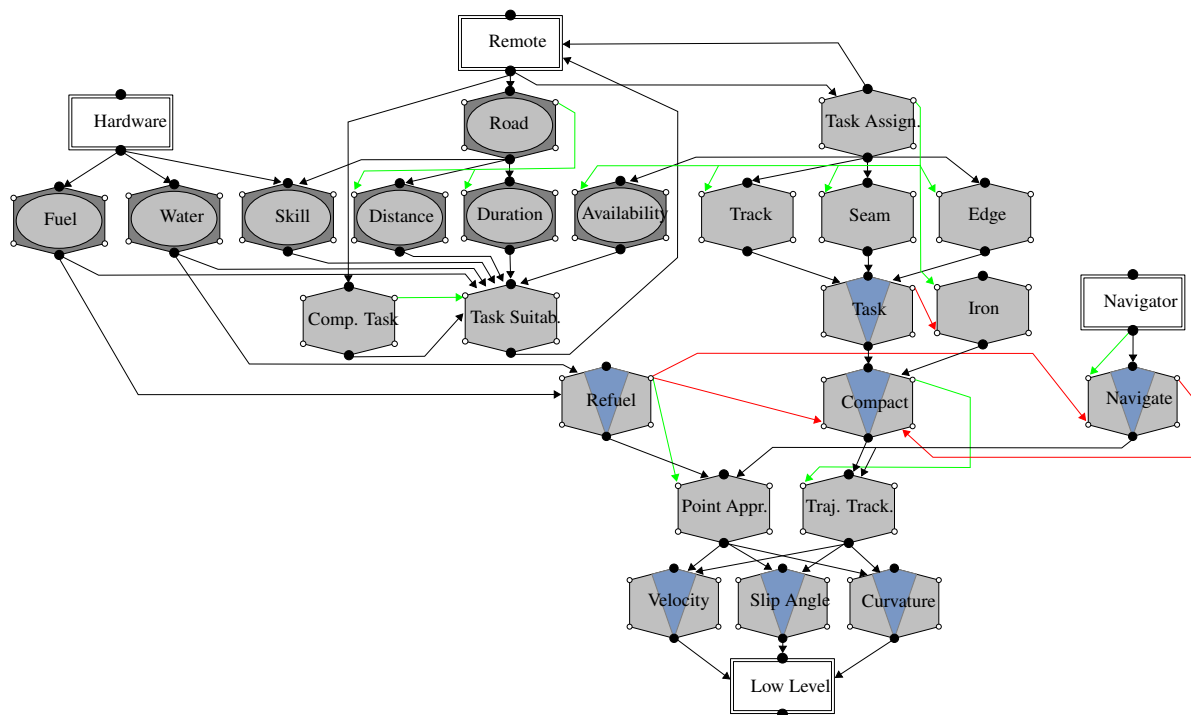 Remote
Hardware
Road
Task Assign.
Fuel
Water
Skill
Distance
Duration
Availability
Track
Seam
Edge
Comp. Task
Task Suitab.
Task
Iron
Navigator
Refuel
Compact
Navigate
Point Appr.
Traj. Track.
Velocity
Slip Angle
Curvature
Low Level